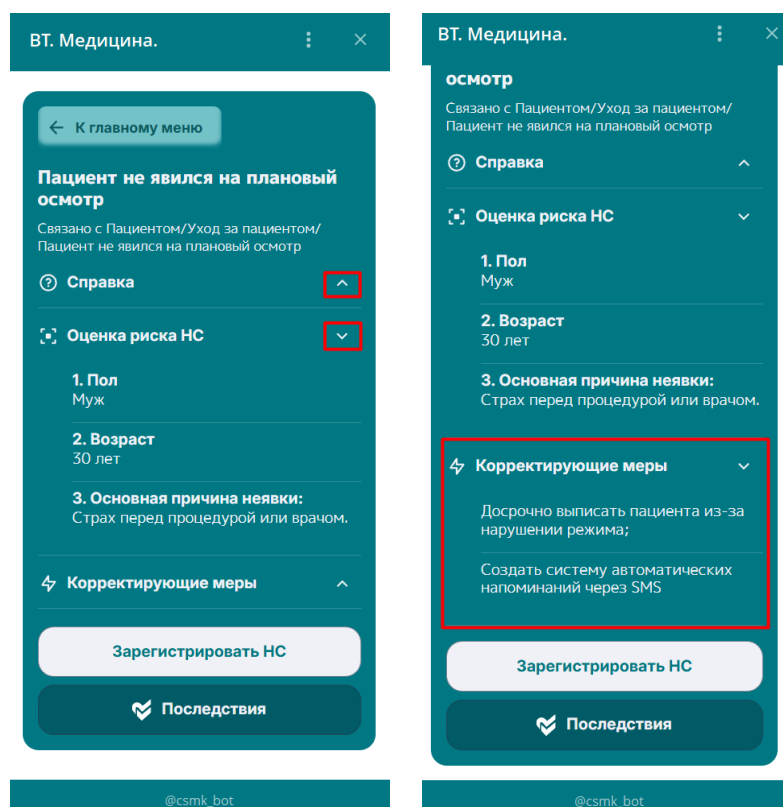 ВТ. Медицина.
К главному меню
Пациент не явился на плановый
осмотр
Связано с Пациентом/Уход за пациентом/
Пациент не явился на плановый осмотр
Справка
Оценка риска НС
1. Пол
Муж
2. Возраст
30 лет
3. Основная причина неявки:
Страх перед процедурой или врачом.
Корректирующие меры
Зарегистрировать НС
Последствия
@csmk_bot
ВТ. Медицина.
осмотр
Связано с Пациентом/Уход за пациентом/
Пациент не явился на плановый осмотр
Справка
Оценка риска НС
1. Пол
Муж
2. Возраст
30 лет
3. Основная причина неявки:
Страх перед процедурой или врачом.
Корректирующие меры
Досрочно выписать пациента из-за
нарушении режима;
Создать систему автоматических
напоминаний через SMS
Зарегистрировать НС
Последствия
@csmk_bot